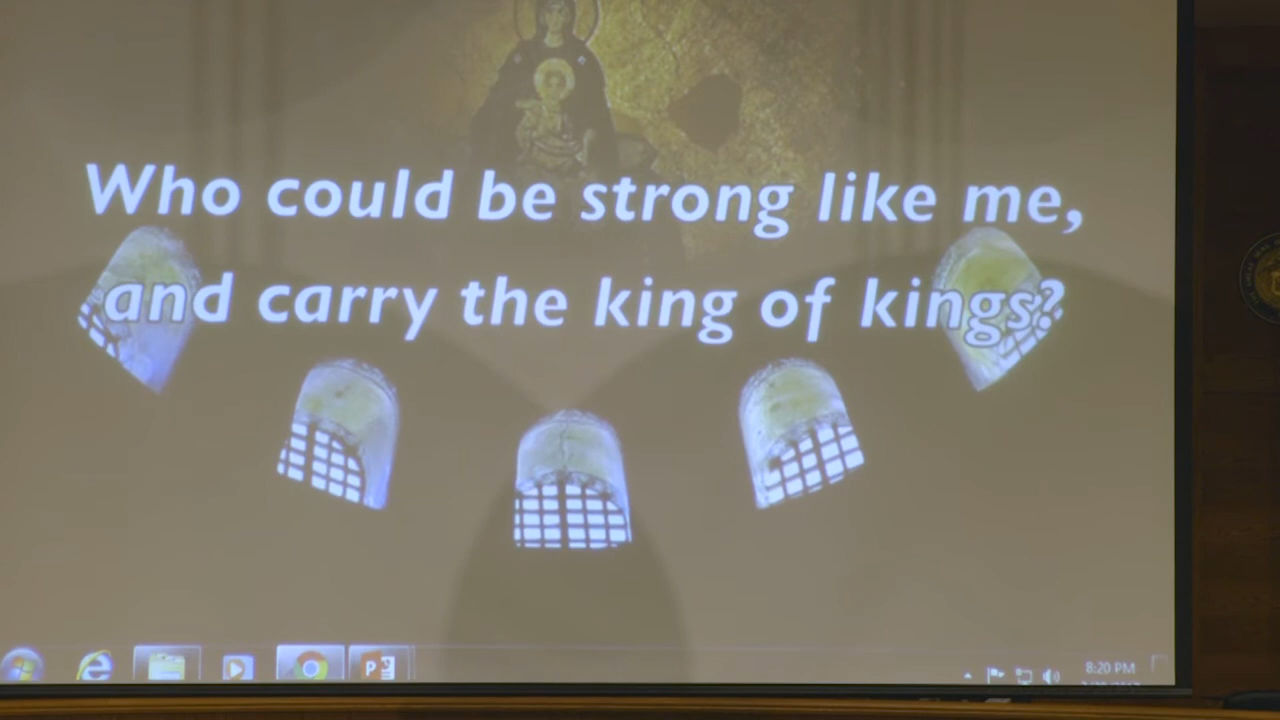 Who could be strong like me,
and carry the king of kings?
8:20 PM